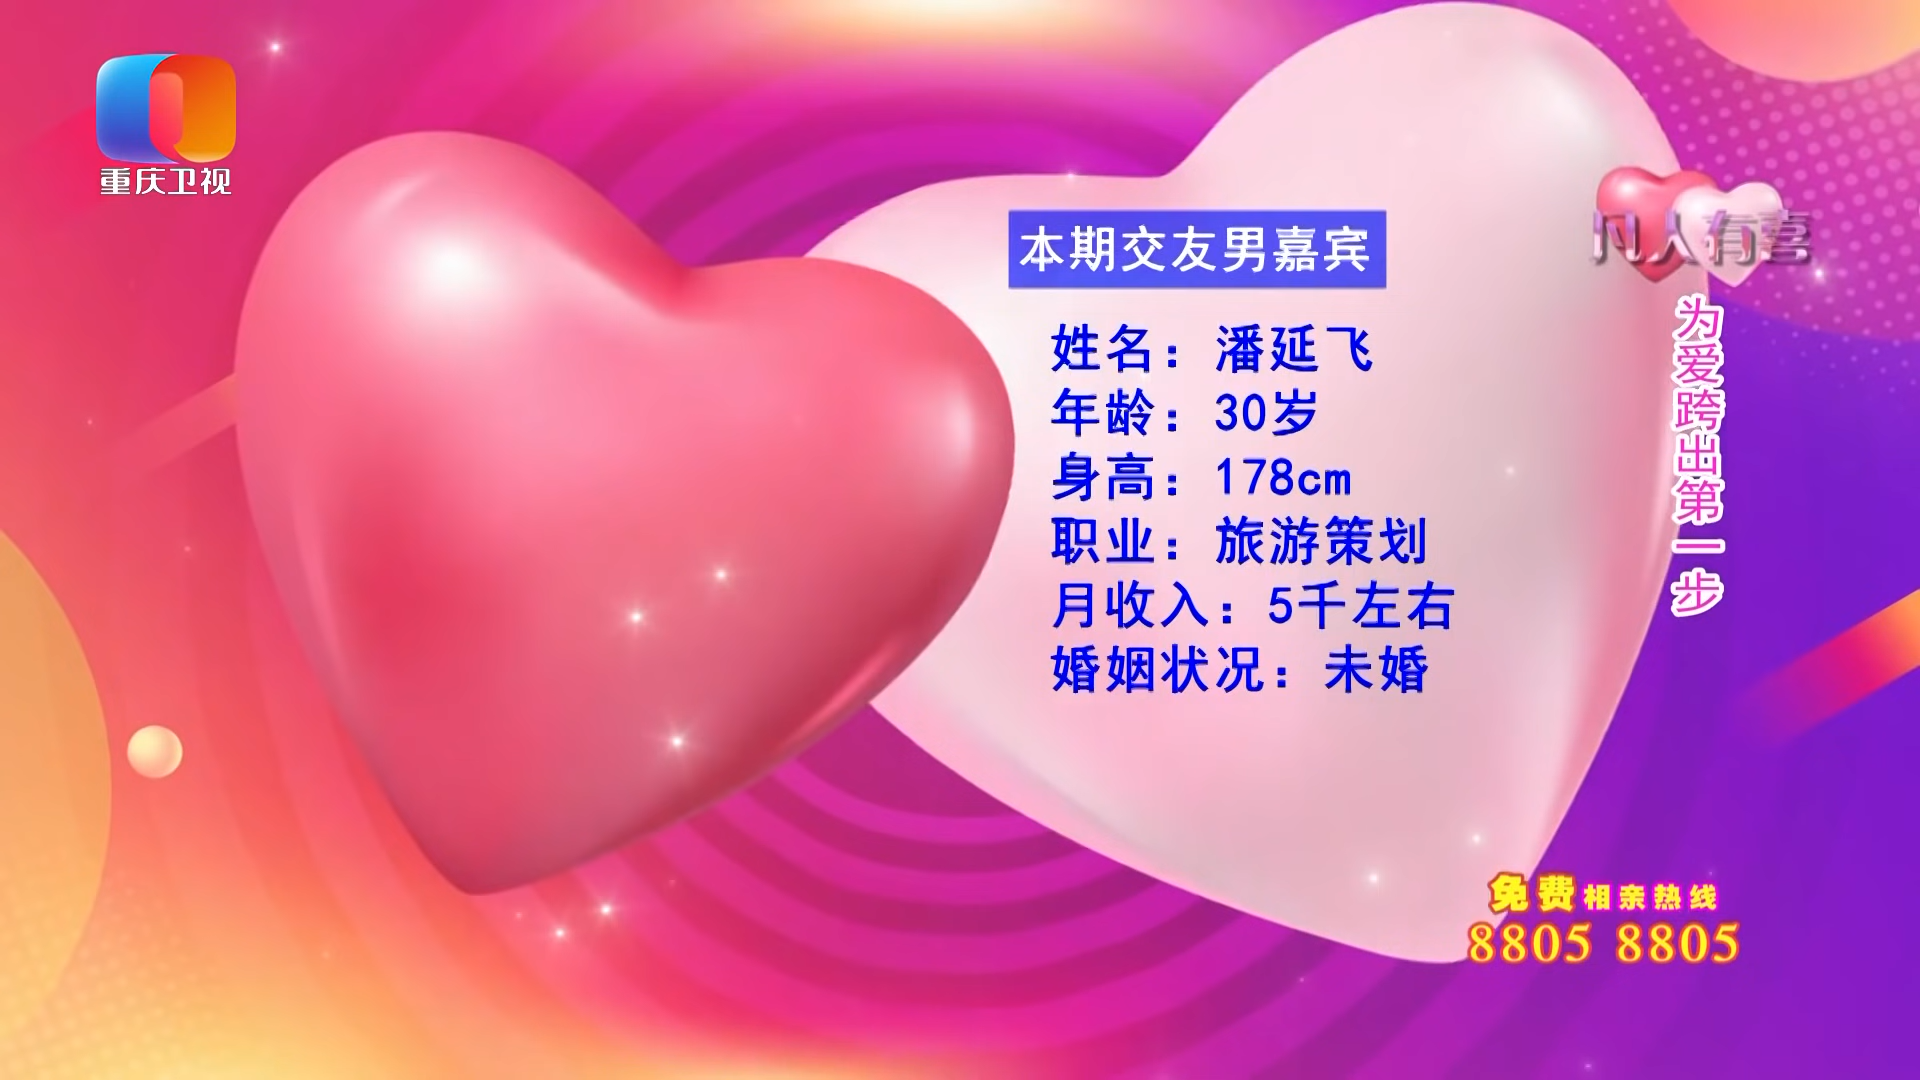 重庆卫视
本期交友男嘉宾
姓名：潘延飞
年龄：30岁
身高：178cm
职业：旅游策划
月收入：5千左右
婚姻状况：未婚
凡人有喜
为爱跨出第一步
免费相亲热线
8805 8805